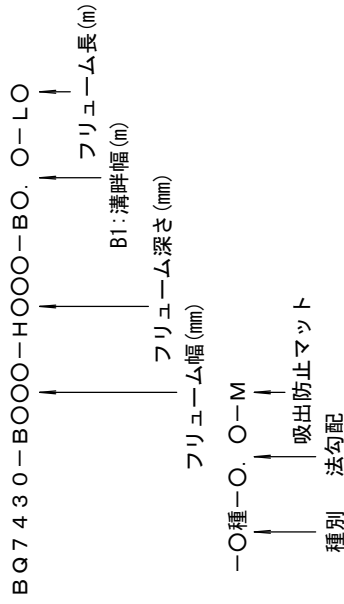 BQ7430-B○○○-H○○○-B○.○-L○
フリューム長(m)
B1:溝畔幅(m)
フリューム深さ(mm)
フリューム幅(mm)
-○種-○.○-M
吸出防止マット
法勾配
種別